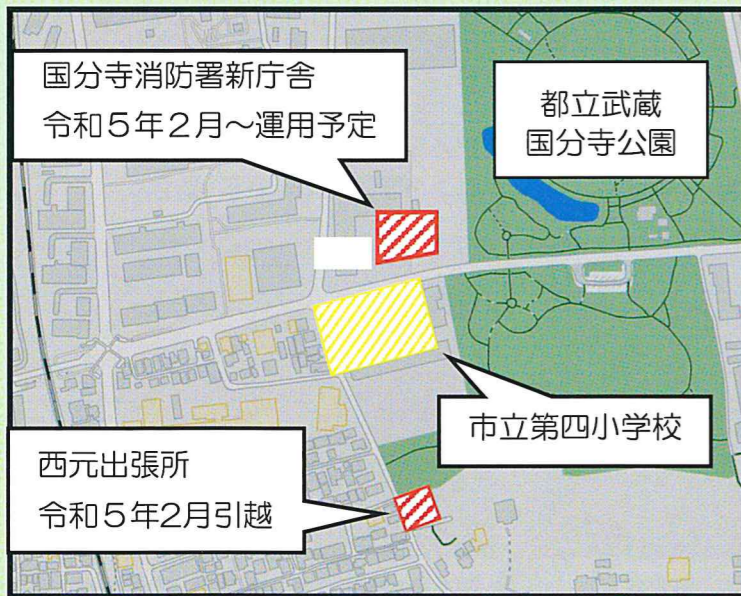 国分寺消防署新庁舎
令和5年2月～運用予定
都立武蔵
国分寺公園
市立第四小学校
西元出張所
令和5年2月引越